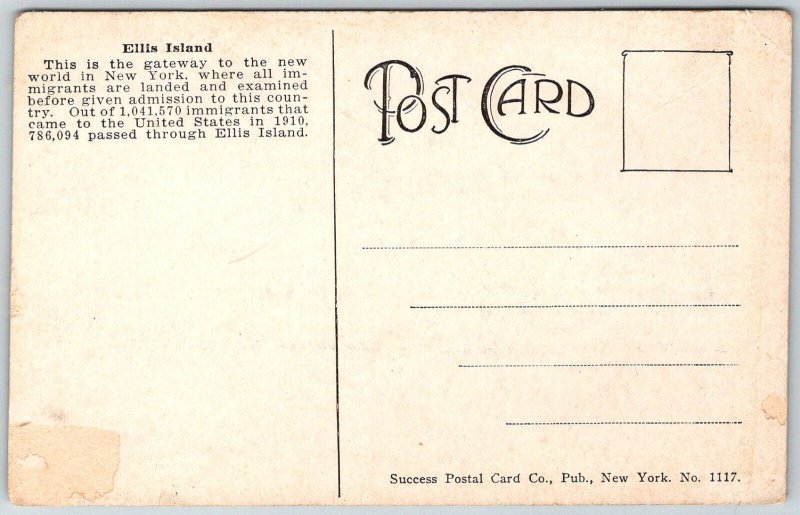 Ellis Island
This is the gateway to the new
world in New York, where all im-
migrants are landed and examined
before given admission to this coun-
try. Out of 1,041,570 immigrants that
came to the United States in 1910,
786,094 passed through Ellis Island.
POST CARD
Success Postal Card Co., Pub., New York. No. 1117.